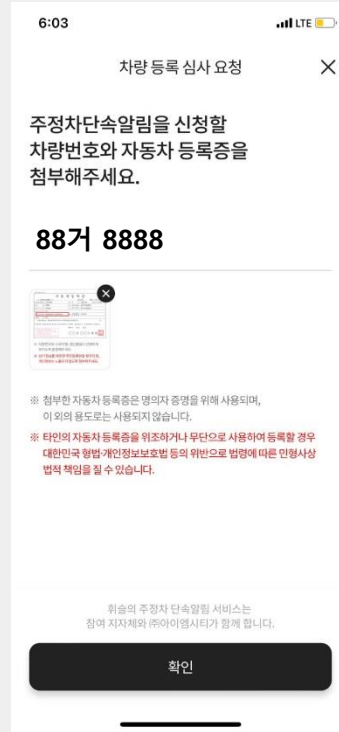 6:03
LTE
차량 등록 심사 요청
주정차단속알림을 신청할
차량번호와 자동차 등록증을
첨부해주세요.
88거 8888
※ 첨부한 자동차 등록증은 명의자 증명을 위해 사용되며,
이 외의 용도로는 사용되지 않습니다.
※ 타인의 자동차 등록증을 위조하거나 무단으로 사용하여 등록할 경우
대한민국 형법·개인정보보호법 등의 위반으로 법령에 따른 민형사상
법적 책임을 질 수 있습니다.
휘슬의 주정차 단속알림 서비스는
참여 지자체와 ㈜아이엠시티가 함께 합니다.
확인